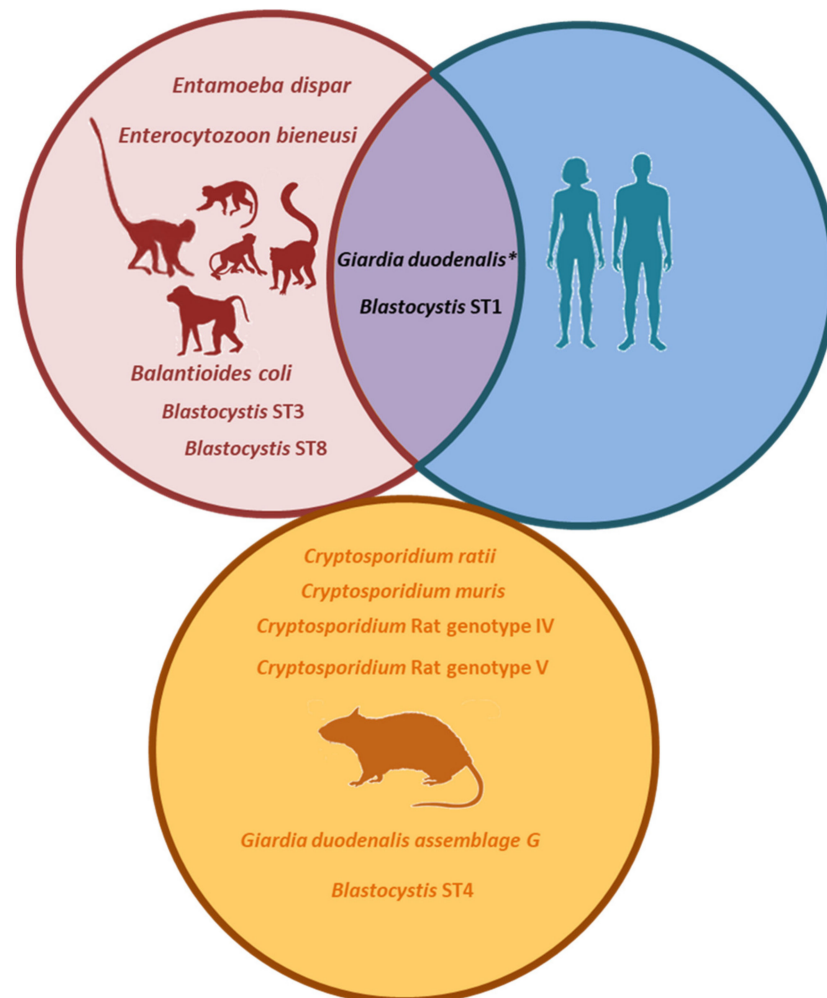 Entamoeba dispar
Enterocytozoon bieneusi
Giardia duodenalis*
Blastocystis ST1
Balantioides coli
Blastocystis ST3
Blastocystis ST8
Cryptosporidium ratii
Cryptosporidium muris
Cryptosporidium Rat genotype IV
Cryptosporidium Rat genotype V
Giardia duodenalis assemblage G
Blastocystis ST4